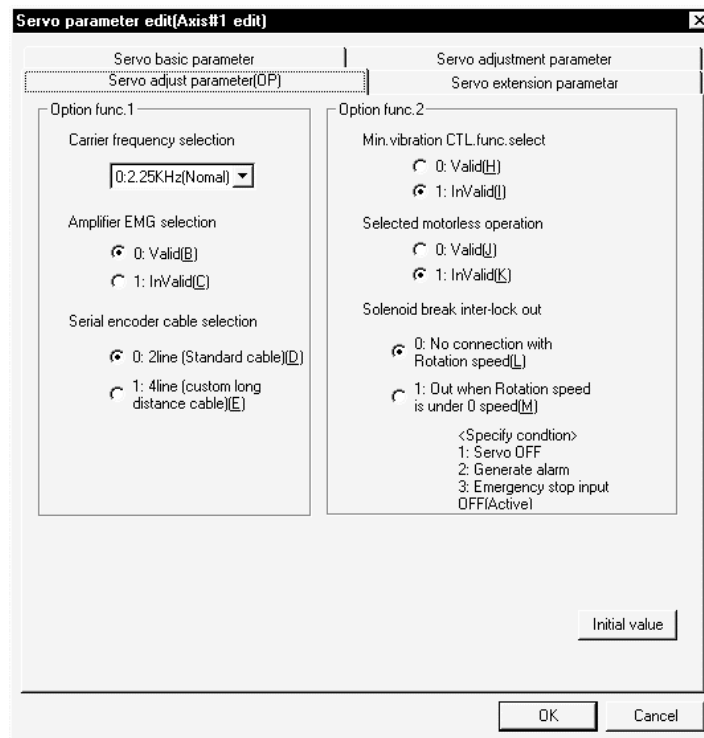 Servo parameter edit(Axis#1 edit)
Servo basic parameter
Servo adjustment parameter
Servo adjust parameter(OP)
Servo extension parametar
Option func.1
Carrier frequency selection
0:2.25KHz(Nomal)
Amplifier EMG selection
0: Valid(B)
1: InValid(C)
Serial encoder cable selection
0: 2line (Standard cable)(D)
1: 4line (custom long
distance cable)(E)
Option func.2
Min.vibration CTL.func.select
0: Valid(H)
1: InValid(I)
Selected motorless operation
0: Valid(J)
1: InValid(K)
Solenoid break inter-lock out
0: No connection with
Rotation speed(L)
1: Out when Rotation speed
is under 0 speed(M)
<Specify condtion>
1: Servo OFF
2: Generate alarm
3: Emergency stop input
OFF(Active)
Initial value
OK
Cancel